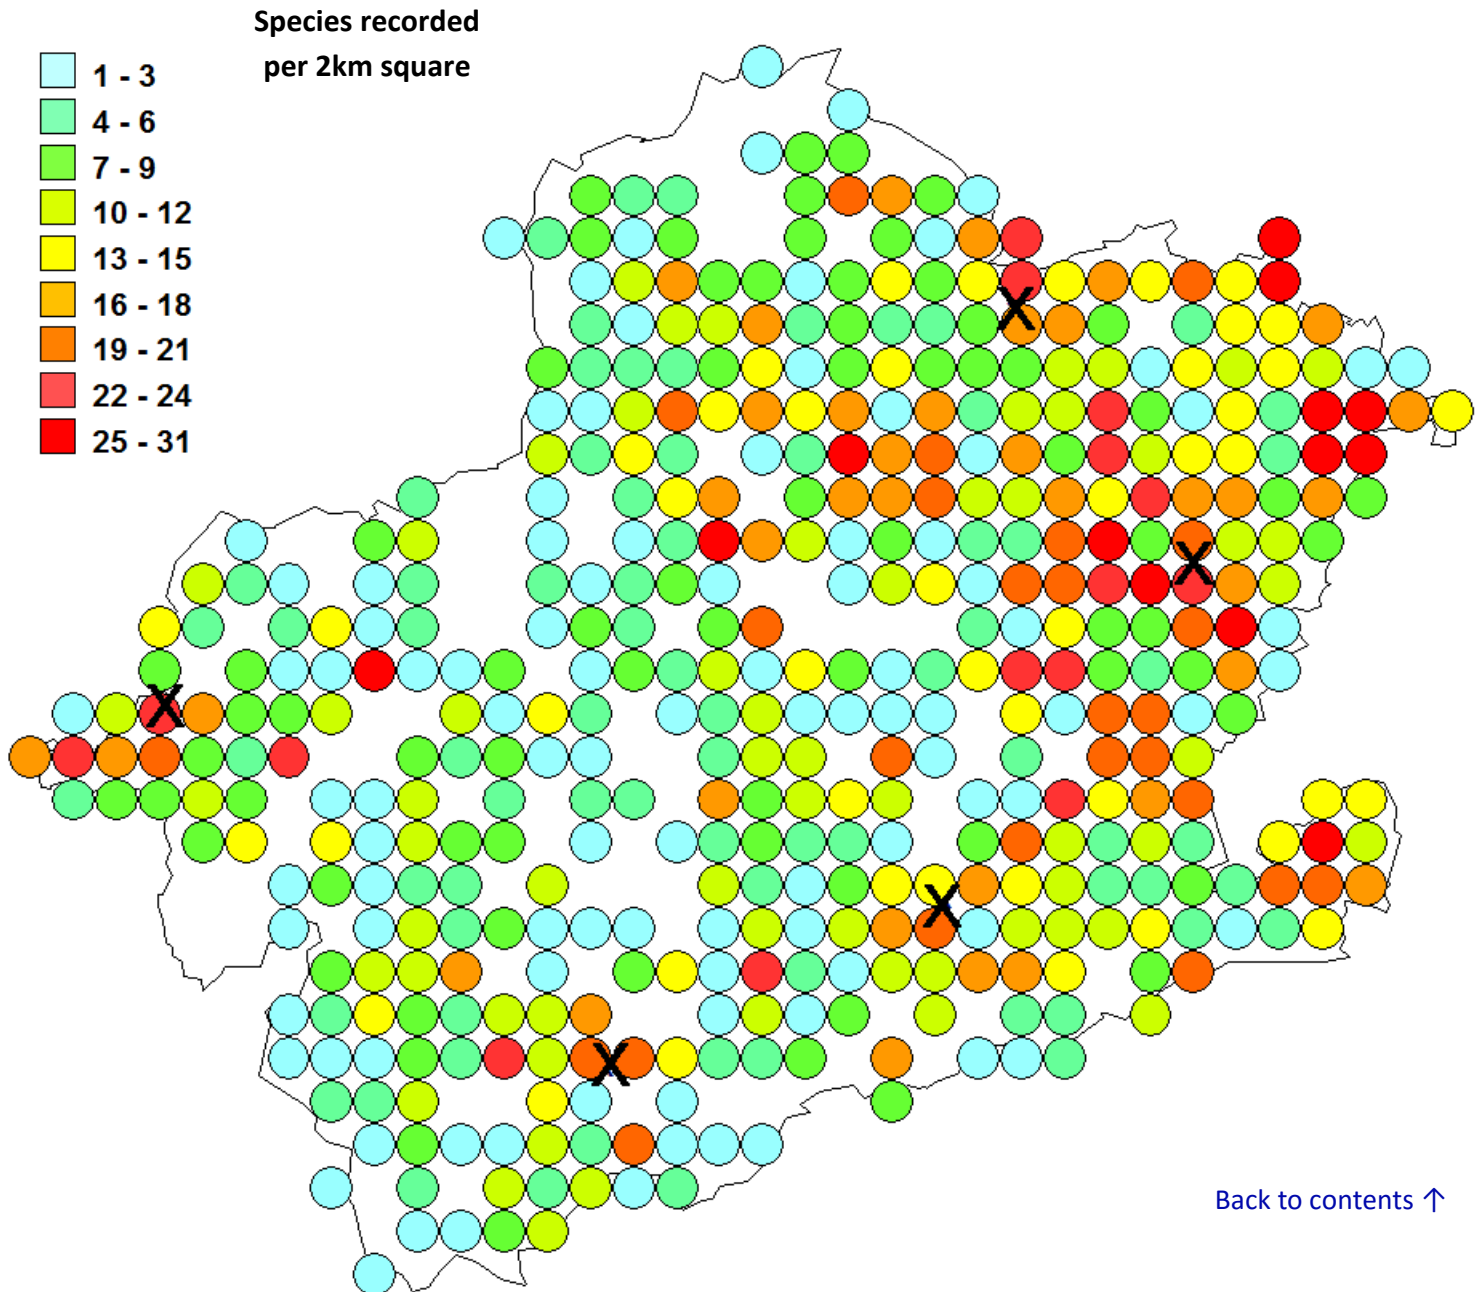 Species recorded
per 2km square
1 - 3
4 - 6
7 - 9
10 - 12
13 - 15
16 - 18
19 - 21
22 - 24
25 - 31
X
X
X
X
X
Back to contents ↑